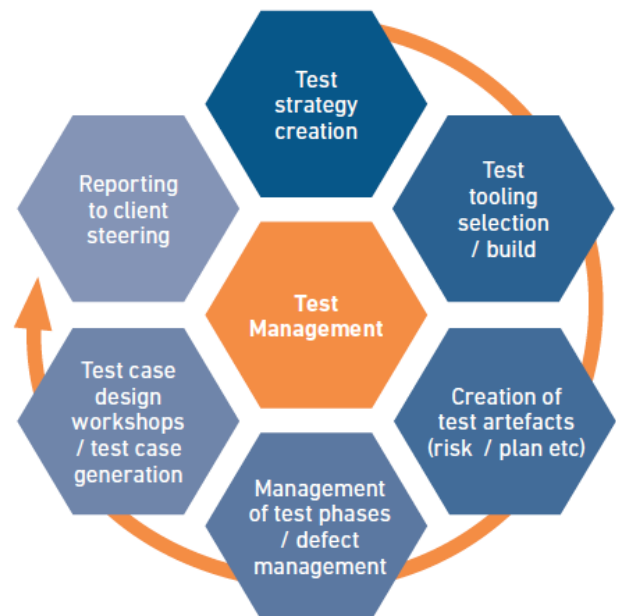 Test
strategy
creation
Test
tooling
selection
/ build
Creation of
test artefacts
(risk / plan etc)
Management
of test phases
/ defect
management
Test case
design
workshops
/ test case
generation
Reporting
to client
steering
Test
Management